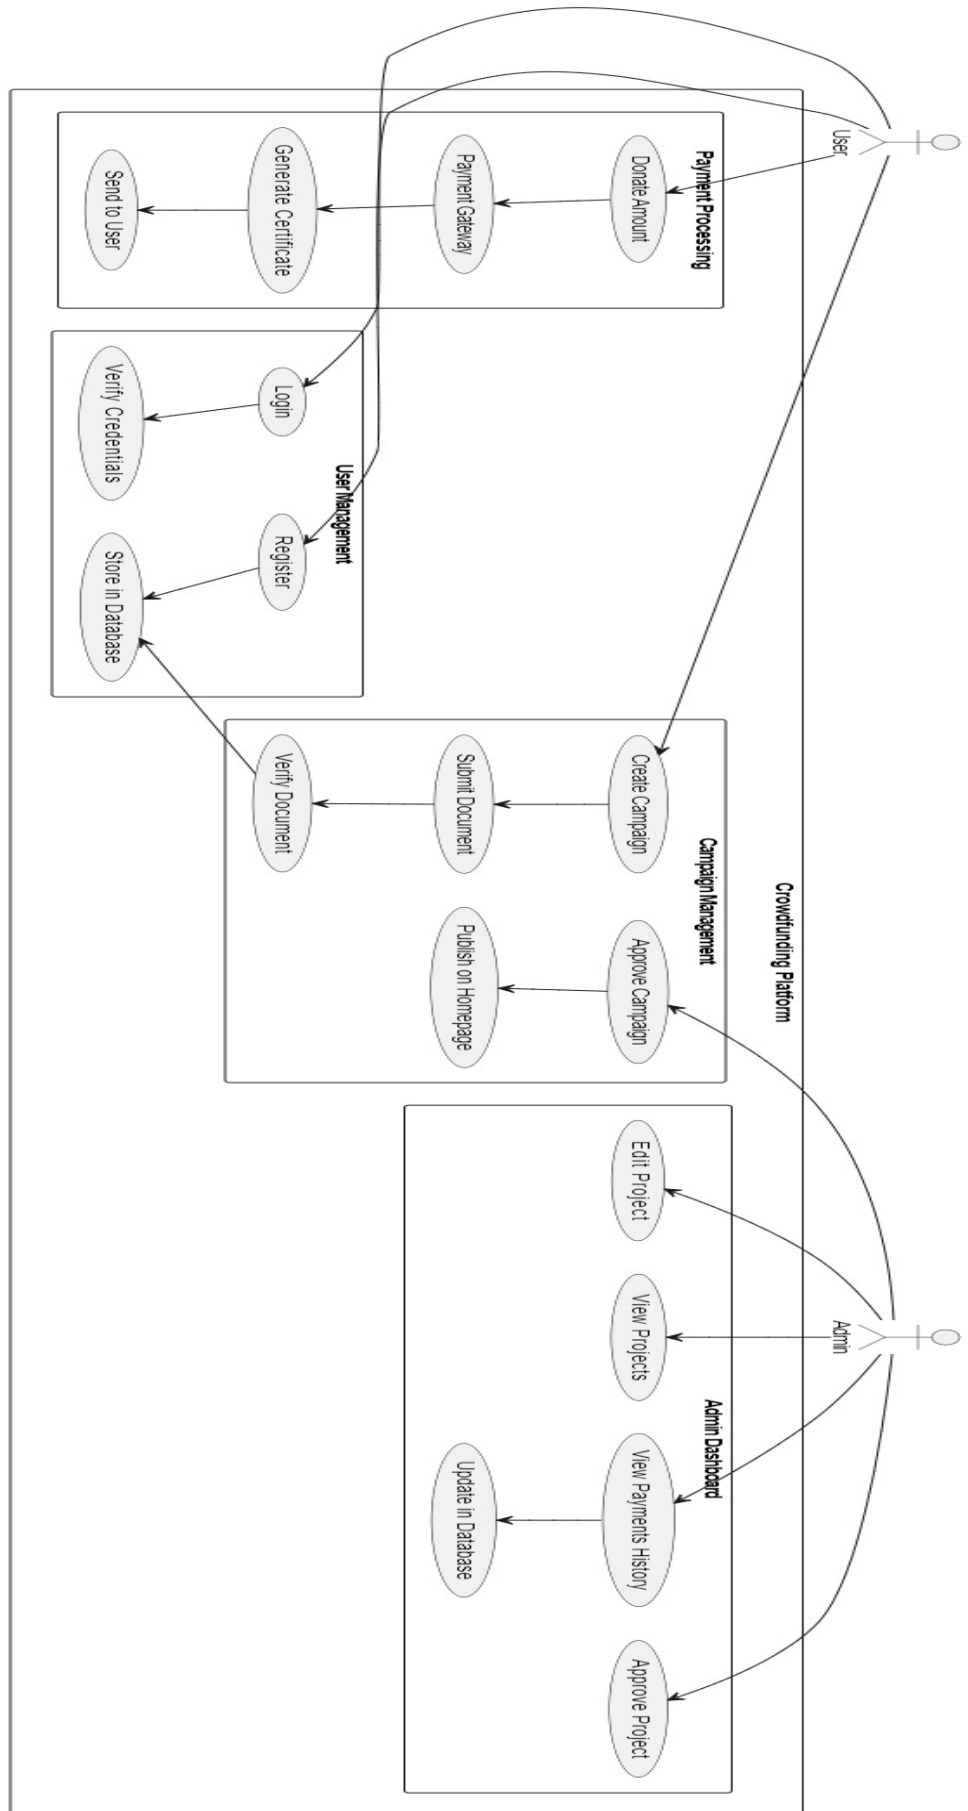 User
Admin
Crowdfunding Platform
Payment Processing
Donate Amount
Payment Gateway
Generate Certificate
Send to User
User Management
Login
Register
Verify Credentials
Store in Database
Campaign Management
Create Campaign
Approve Campaign
Submit Document
Publish on Homepage
Verify Document
Admin Dashboard
Edit Project
View Projects
View Payments History
Approve Project
Update in Database